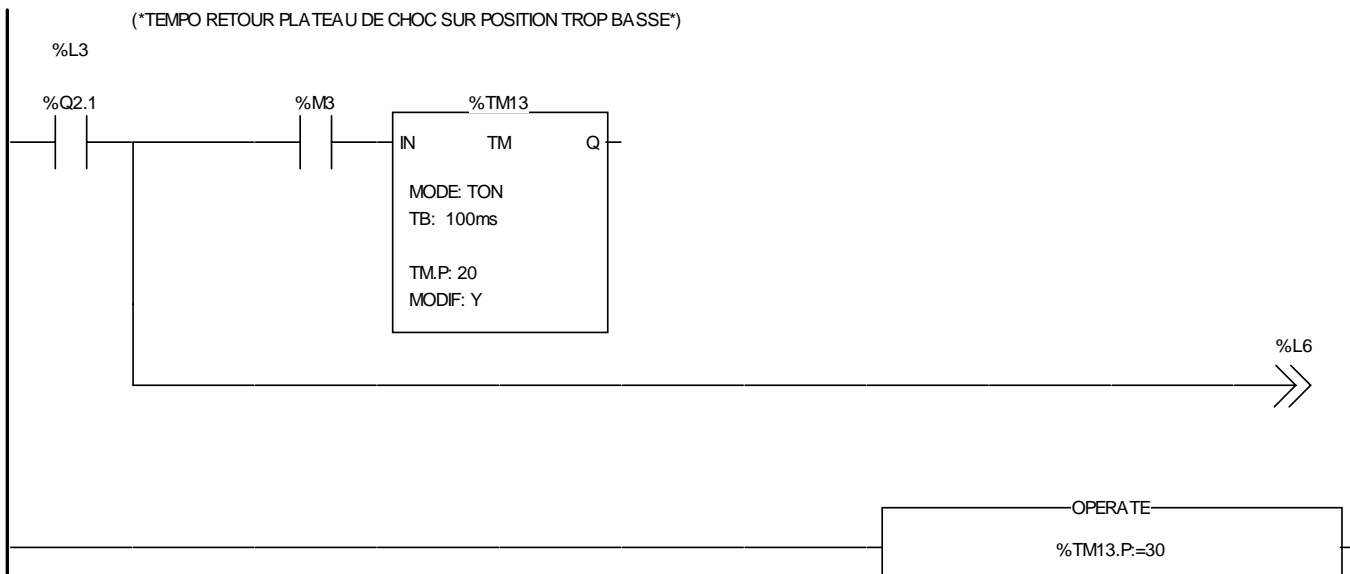 (*TEMPO RETOUR PLATEAU DE CHOC SUR POSITION TROP BASSE*)
%L3
%Q2.1 %M3 %TM13
IN TM Q
MODE: TON
TB: 100ms
TM.P: 20
MODIF: Y
%L6
OPERATE
%TM13.P:=30